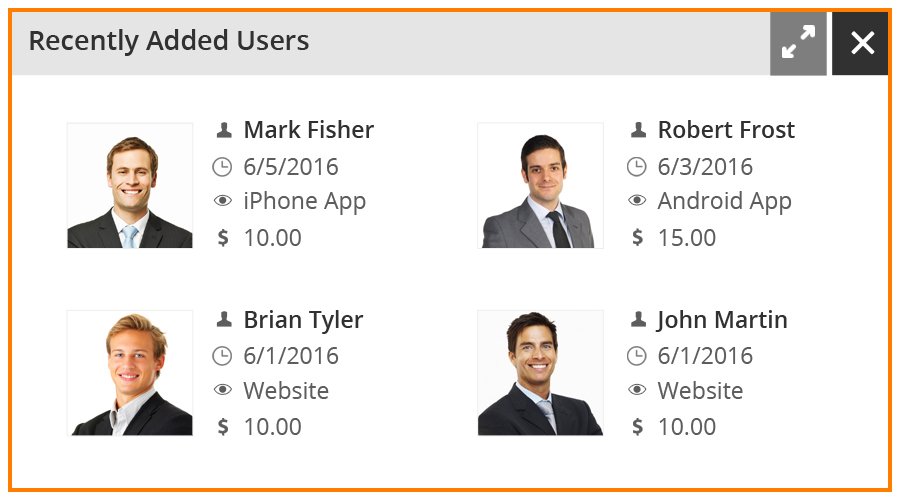 Recently Added Users
Mark Fisher
6/5/2016
iPhone App
$ 10.00
Robert Frost
6/3/2016
Android App
$ 15.00
Brian Tyler
6/1/2016
Website
$ 10.00
John Martin
6/1/2016
Website
$ 10.00